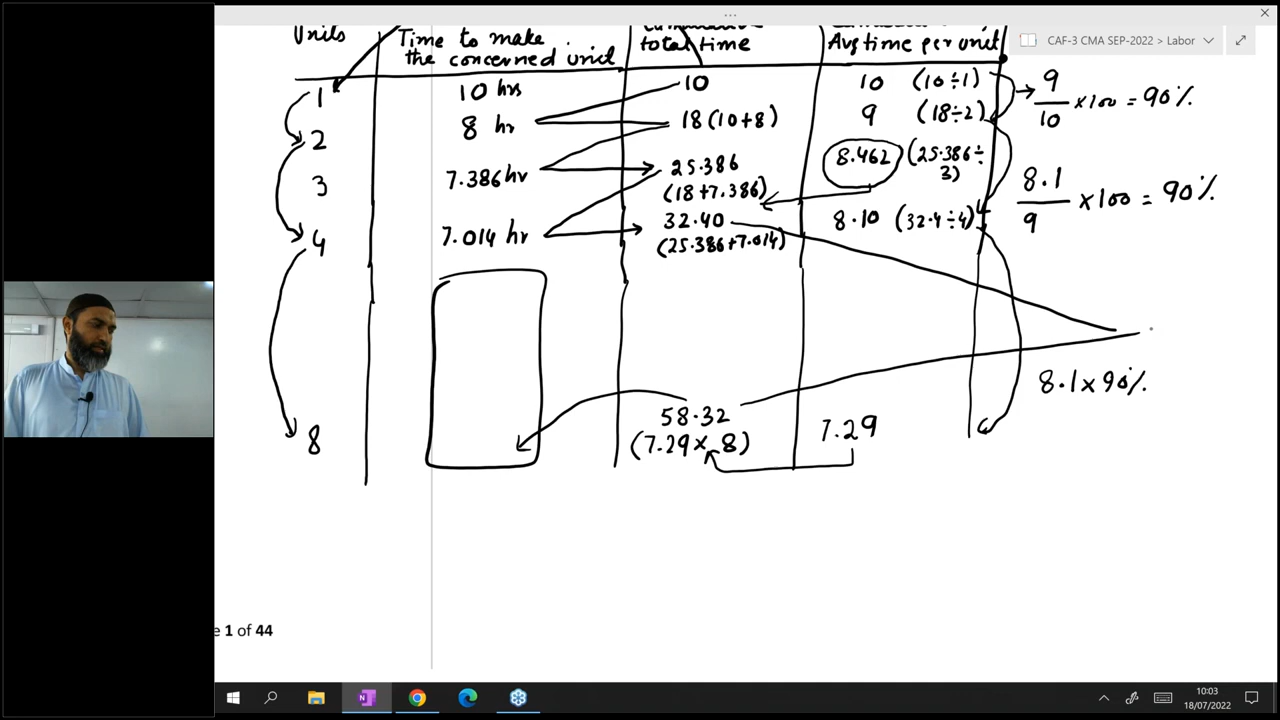 Units
Time to make
the concerned unit
total time
Avg time per unit
CAF-3 CMA SEP-2022 > Labor
1 10 hrs 10 10 (10÷1)
9/10 ×100 = 90%
2 8 hr 18 (10+8) 9 (18÷2)
3 7.386 hr 25.386 8.462 (25.386÷
(18+7.386) 3)
8.1/9 ×100 = 90%
4 7.014 hr 32.40 8.10 (32.4÷4)
(25.386+7.014)
8.1×90%
8 58.32 7.29
(7.29× 8)
e 1 of 44
10:03
18/07/2022